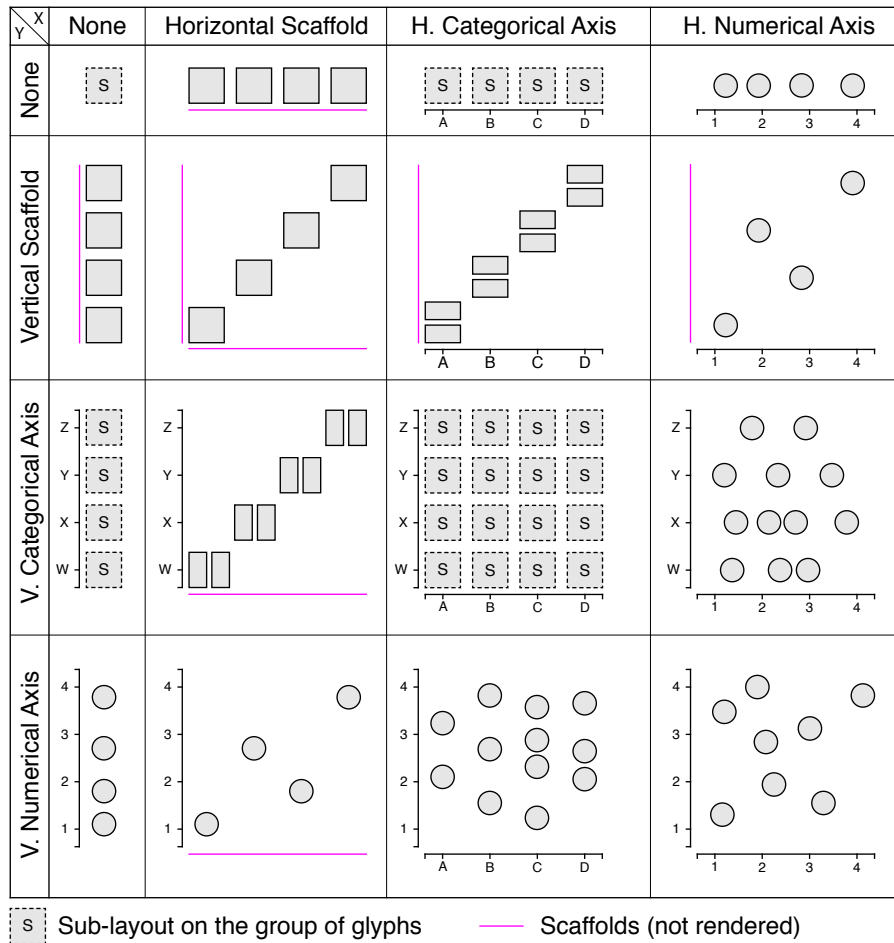 X
Y
None
Horizontal Scaffold
H. Categorical Axis
H. Numerical Axis
None
S
S S S S
A B C D
1 2 3 4
Vertical Scaffold
A B C D
1 2 3 4
V. Categorical Axis
Z S
Y S
X S
W S
Z
Y
X
W
Z S S S S
Y S S S S
X S S S S
W S S S S
A B C D
Z
Y
X
W
1 2 3 4
V. Numerical Axis
4
3
2
1
4
3
2
1
4
3
2
1
A B C D
4
3
2
1
1 2 3 4
S Sub-layout on the group of glyphs
Scaffolds (not rendered)